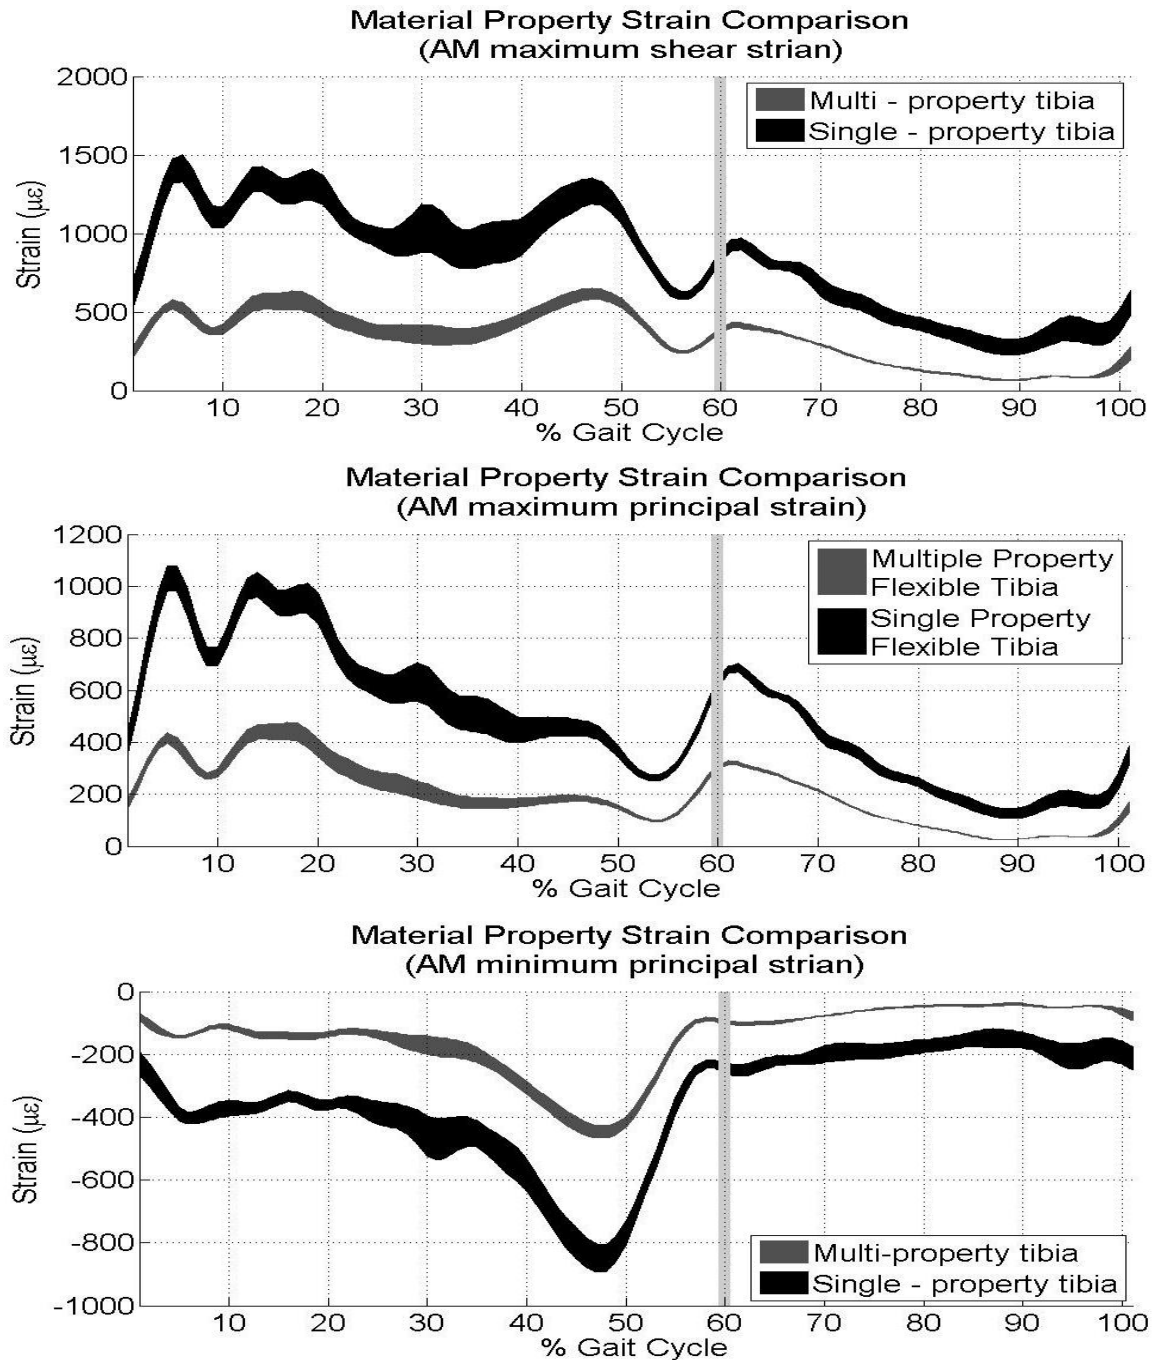 Material Property Strain Comparison
(AM maximum shear strian)
2000
1500
1000
500
0
Strain (µε)
Multi - property tibia
Single - property tibia
10 20 30 40 50 60 70 80 90 100
% Gait Cycle
Material Property Strain Comparison
(AM maximum principal strain)
1200
1000
800
600
400
200
0
Strain (µε)
Multiple Property
Flexible Tibia
Single Property
Flexible Tibia
10 20 30 40 50 60 70 80 90 100
% Gait Cycle
Material Property Strain Comparison
(AM minimum principal strian)
0
-200
-400
-600
-800
-1000
Strain (µε)
Multi-property tibia
Single - property tibia
10 20 30 40 50 60 70 80 90 100
% Gait Cycle